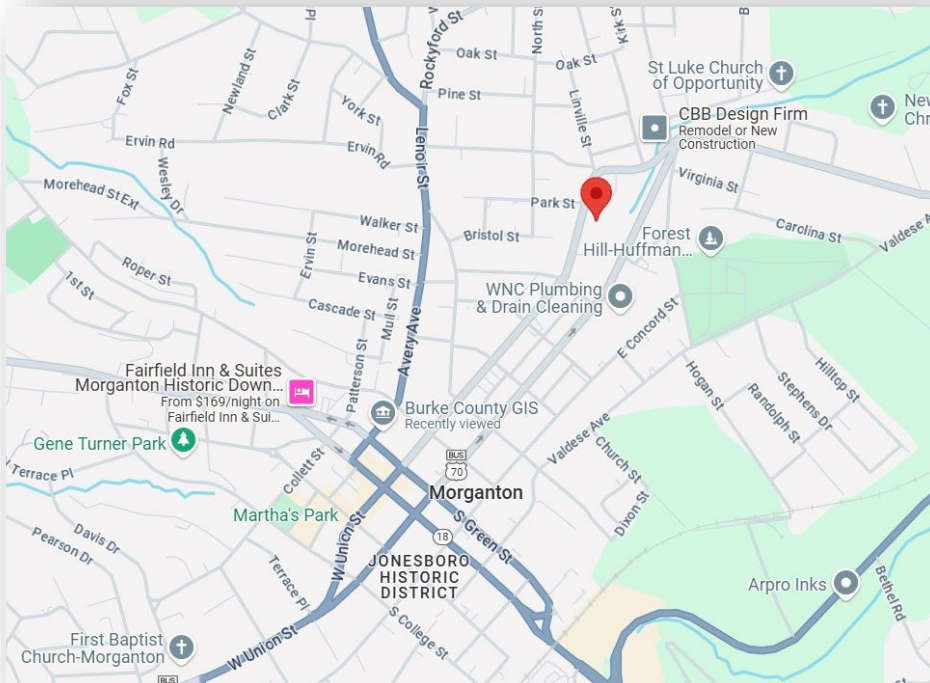 Rockyford St
North S
Kirk S
Oak St
Oak St
Fox St
Newland St
Clark St
Pine St
St Luke Church
of Opportunity
York St
Linville St
CBB Design Firm
Remodel or New
Construction
New
Chr
Lenoir St
Ervin Rd
Ervin Rd
Wesley Dr
Virginia St
Morehead St Ext
Park St
Walker St
Bristol St
Carolina St
Valdese A
Forest
Hill-Huffman...
Ervin St
Morehead St
Roper St
Evans St
1st St
WNC Plumbing
& Drain Cleaning
Cascade St
Mull St
Avery Ave
E Concord St
Patterson St
Fairfield Inn & Suites
Morganton Historic Down...
From $169/night on
Fairfield Inn & Sui...
Hogan St
Hilltop St
Stephens Dr
Randolph St
Burke County GIS
Recently viewed
Gene Turner Park
Valdese Ave
Church St
Collett St
BUS
70
Terrace Pl
Morganton
Dixon St
Martha's Park
W Union St
S Green St
18
Davis Dr
Pearson Dr
JONESBORO
HISTORIC
DISTRICT
Terrace Pl
Arpro Inks
Bethel Rd
S College St
First Baptist
Church-Morganton
W Union St
BUS